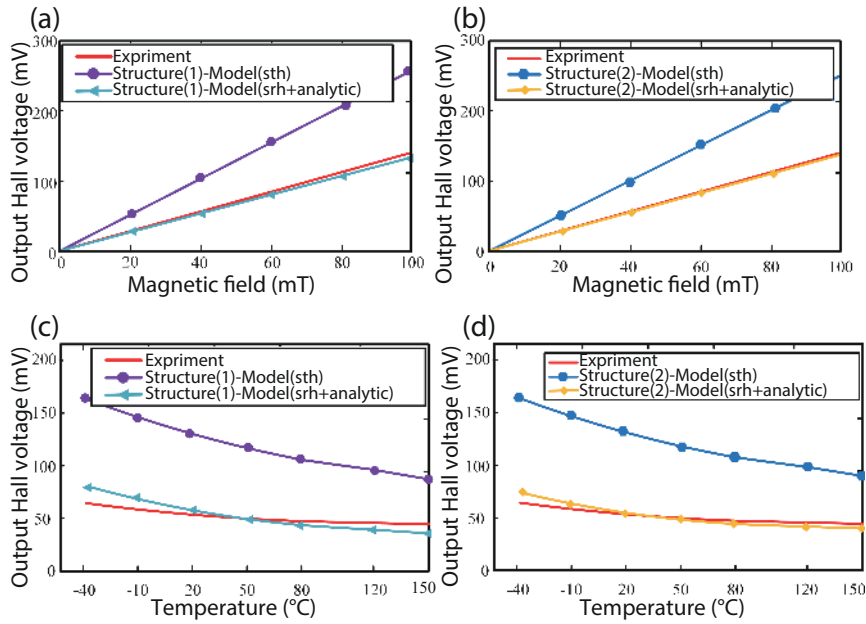 (a)
300
Expriment
Structure(1)-Model(sth)
Structure(1)-Model(srh+analytic)
200
100
0
0 20 40 60 80 100
Output Hall voltage (mV)
Magnetic field (mT)
(b)
300
Expriment
Structure(2)-Model(sth)
Structure(2)-Model(srh+analytic)
200
100
0
0 20 40 60 80 100
Output Hall voltage (mV)
Magnetic field (mT)
(c)
200
Expriment
Structure(1)-Model(sth)
Structure(1)-Model(srh+analytic)
150
100
50
0
-40 -10 20 50 80 120 150
Output Hall voltage (mV)
Temperature (°C)
(d)
200
Expriment
Structure(2)-Model(sth)
Structure(2)-Model(srh+analytic)
150
100
50
0
-40 -10 20 50 80 120 150
Output Hall voltage (mV)
Temperature (°C)